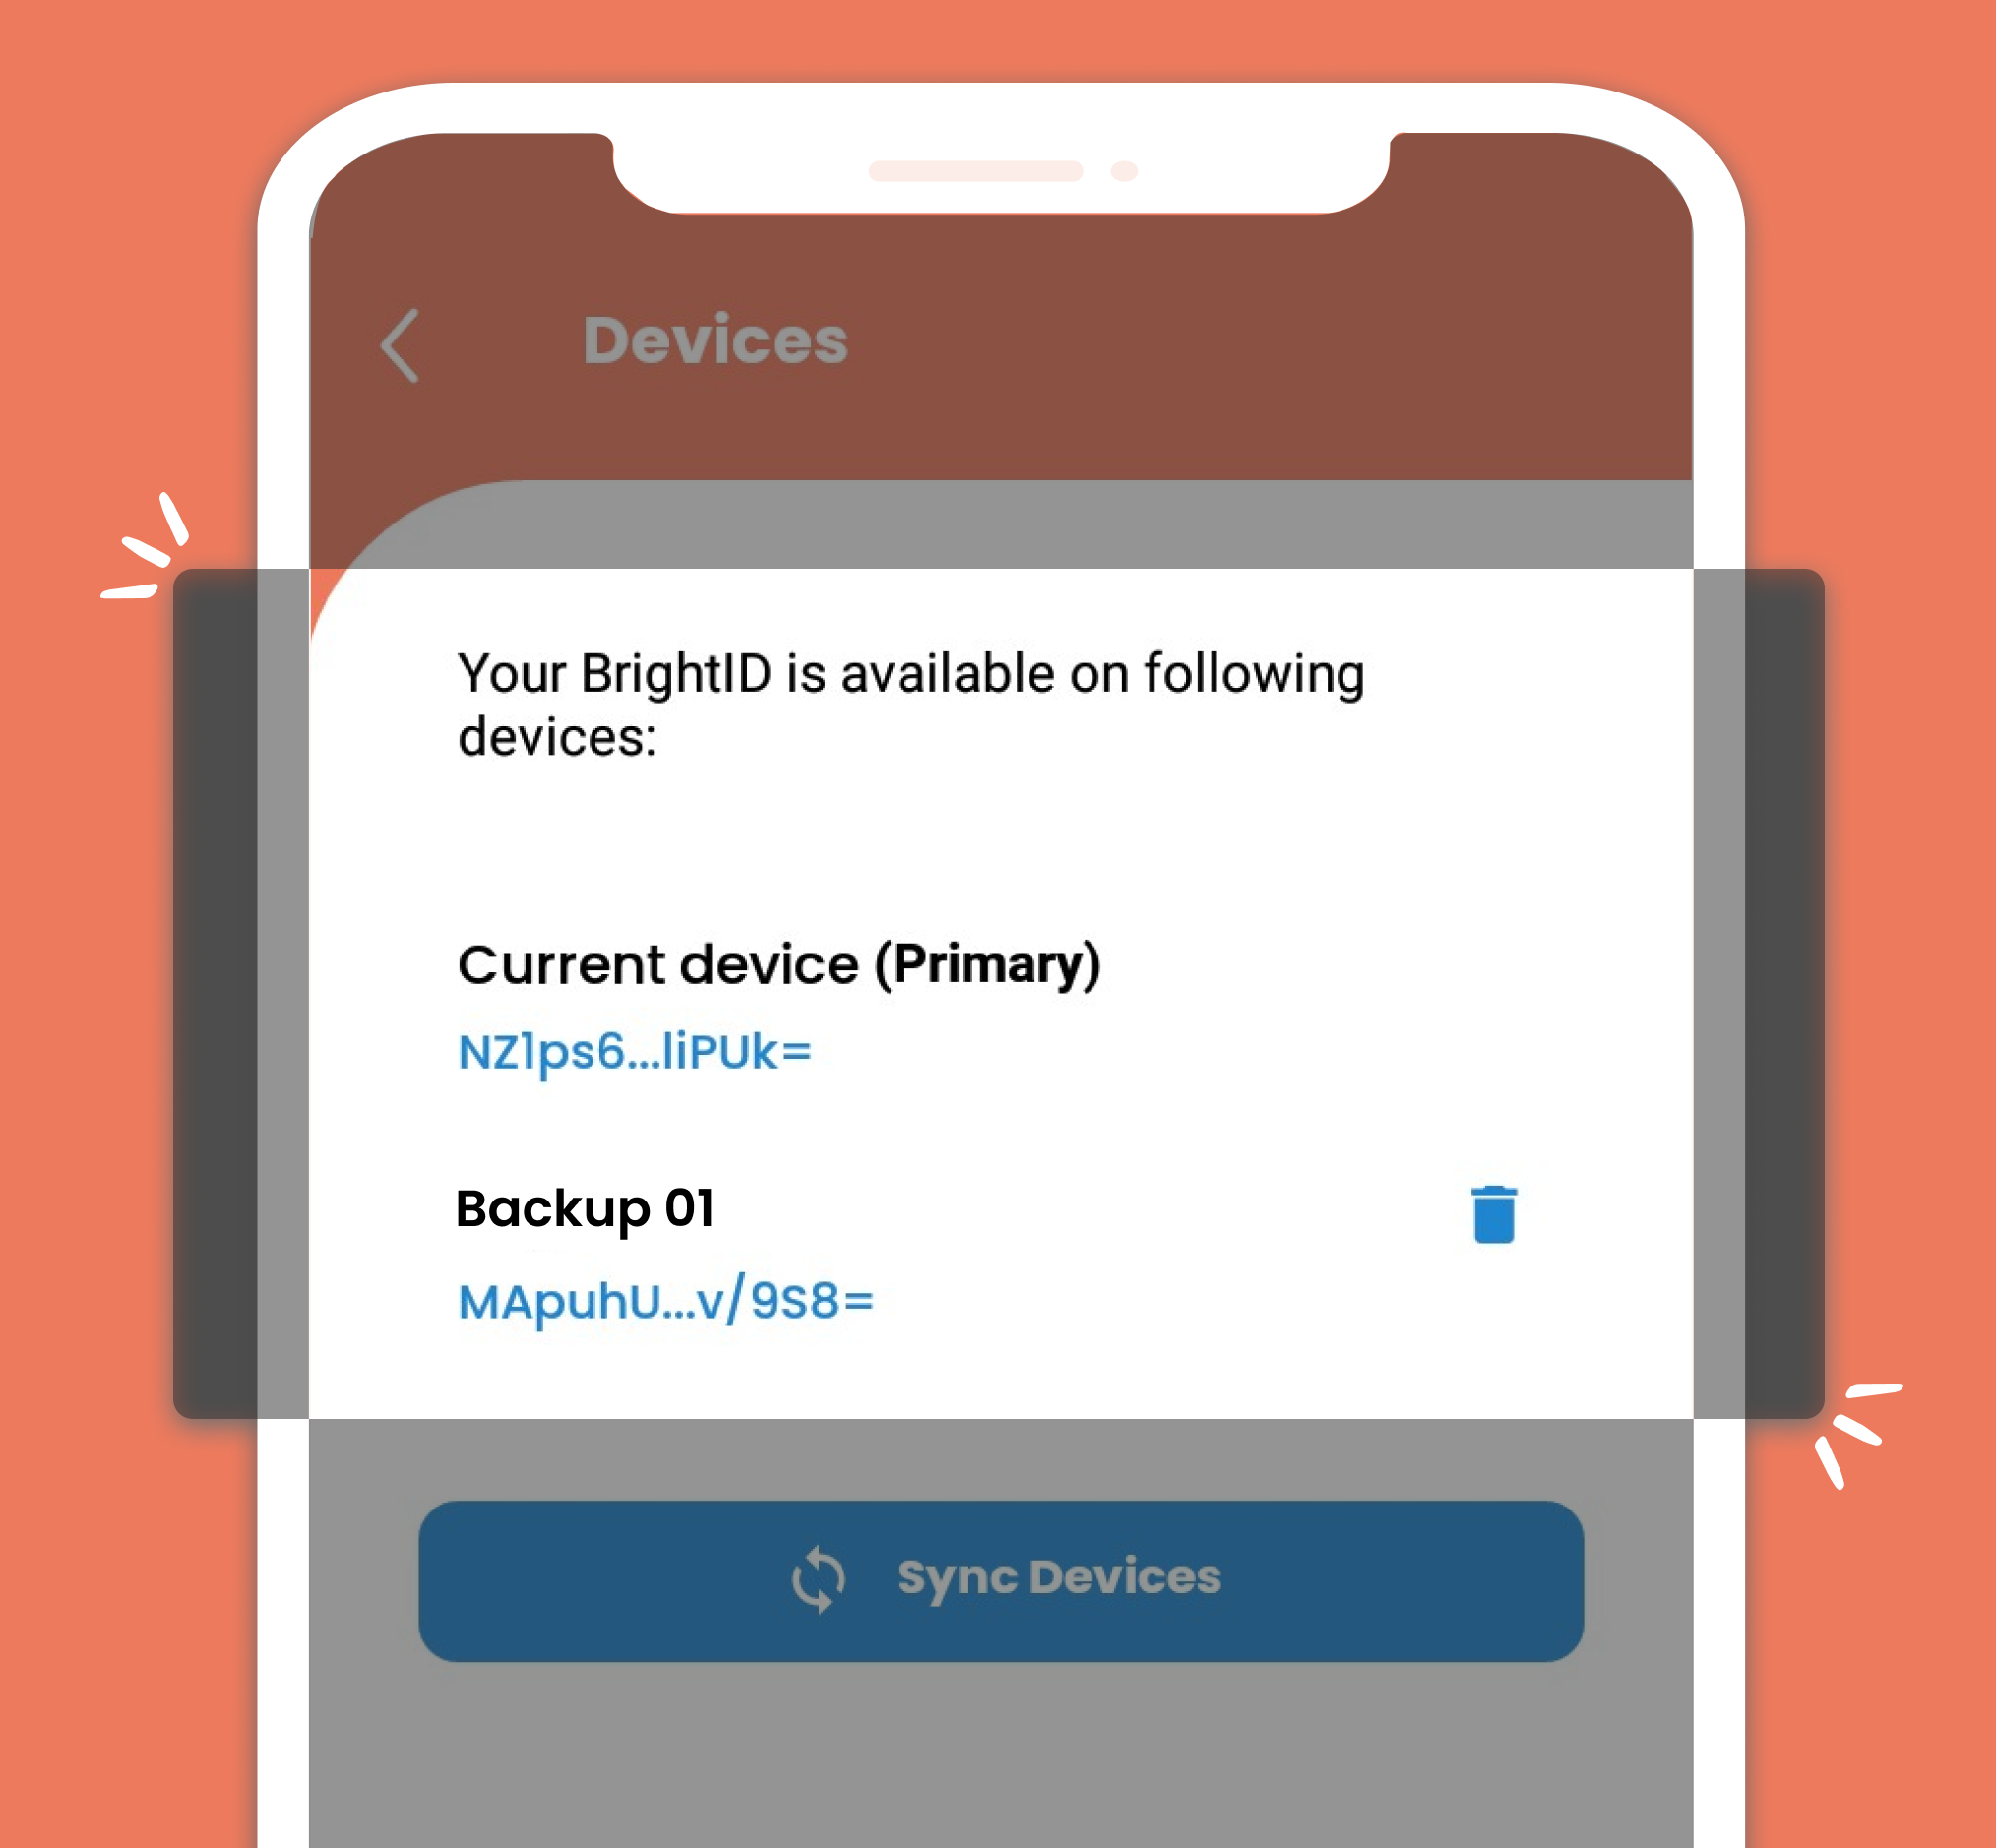 Devices
Your BrightID is available on following
devices:
Current device (Primary)
NZ1ps6...liPUk=
Backup 01
MApuhU...v/9S8=
Sync Devices